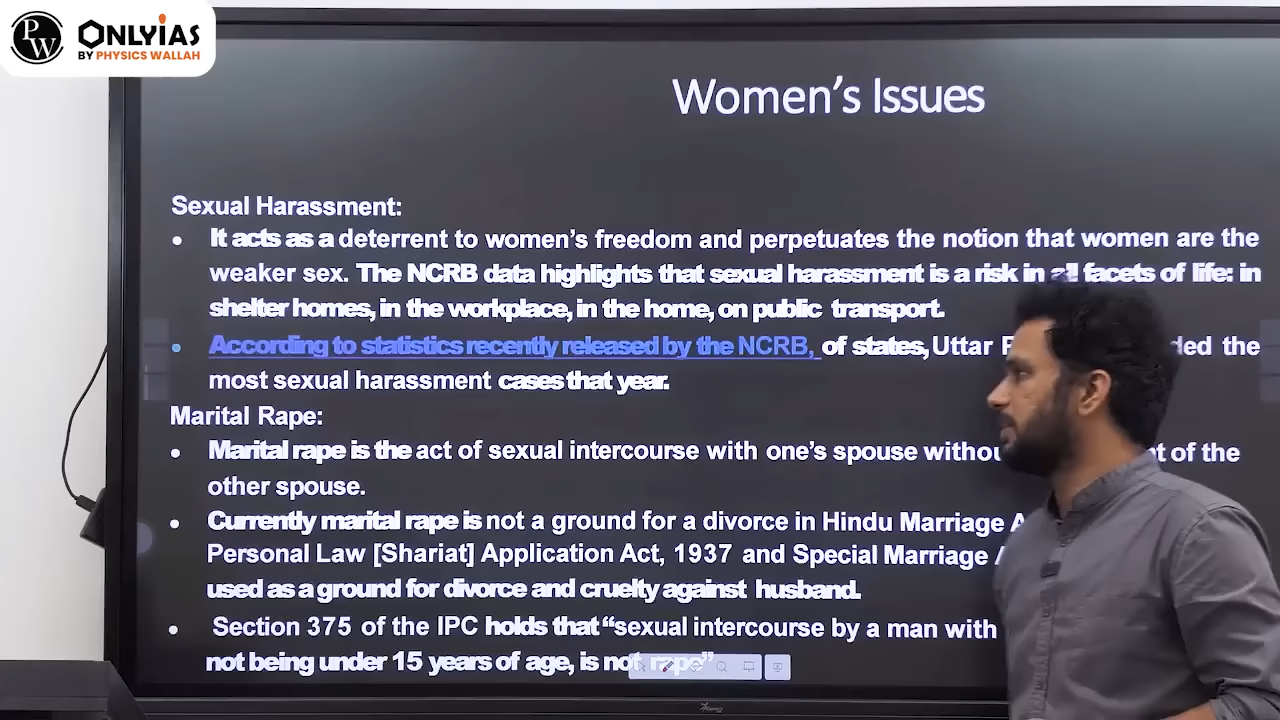 PW
ONLYIAS
BY PHYSICS WALLAH
Women's Issues
Sexual Harassment:
• It acts as a deterrent to women's freedom and perpetuates the notion that women are the
weaker sex. The NCRB data highlights that sexual harassment is a risk in all facets of life: in
shelter homes, in the workplace, in the home, on public transport.
• According to statistics recently released by the NCRB, of states, Uttar the
most sexual harassment cases that year.
Marital Rape:
• Marital rape is the act of sexual intercourse with one's spouse of the
other spouse.
• Currently marital rape is not a ground for a divorce in Hindu Marriage
Personal Law [Shariat] Application Act, 1937 and Special Marriage
used as a ground for divorce and cruelty against husband.
• Section 375 of the IPC holds that "sexual intercourse by a man with
not being under 15 years of age, is not rape"